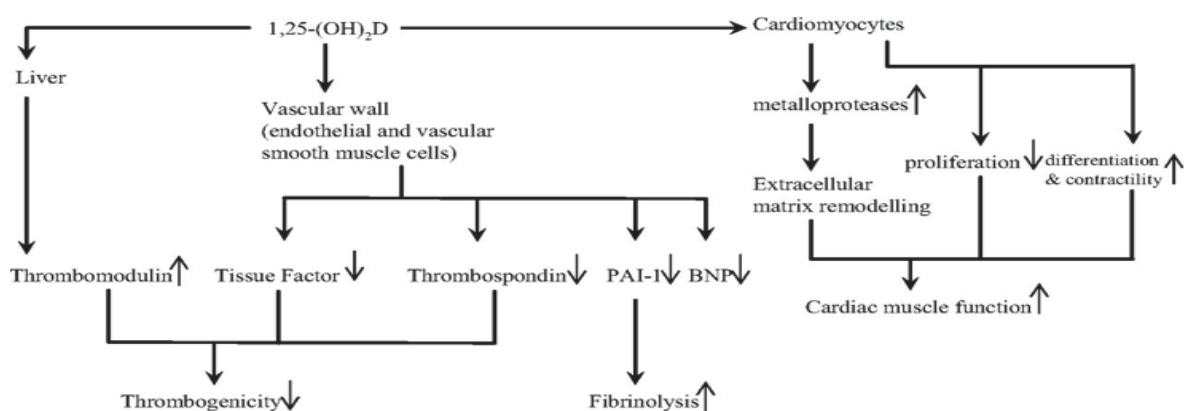 1,25-(OH)₂D
Cardiomyocytes
Liver
Vascular wall
(endothelial and vascular
smooth muscle cells)
metalloproteases↑
proliferation↓
differentiation
& contractility↑
Extracellular
matrix remodelling
Thrombomodulin↑
Tissue Factor↓
Thrombospondin↓
PAI-1↓
BNP↓
Cardiac muscle function↑
Thrombogenicity↓
Fibrinolysis↑